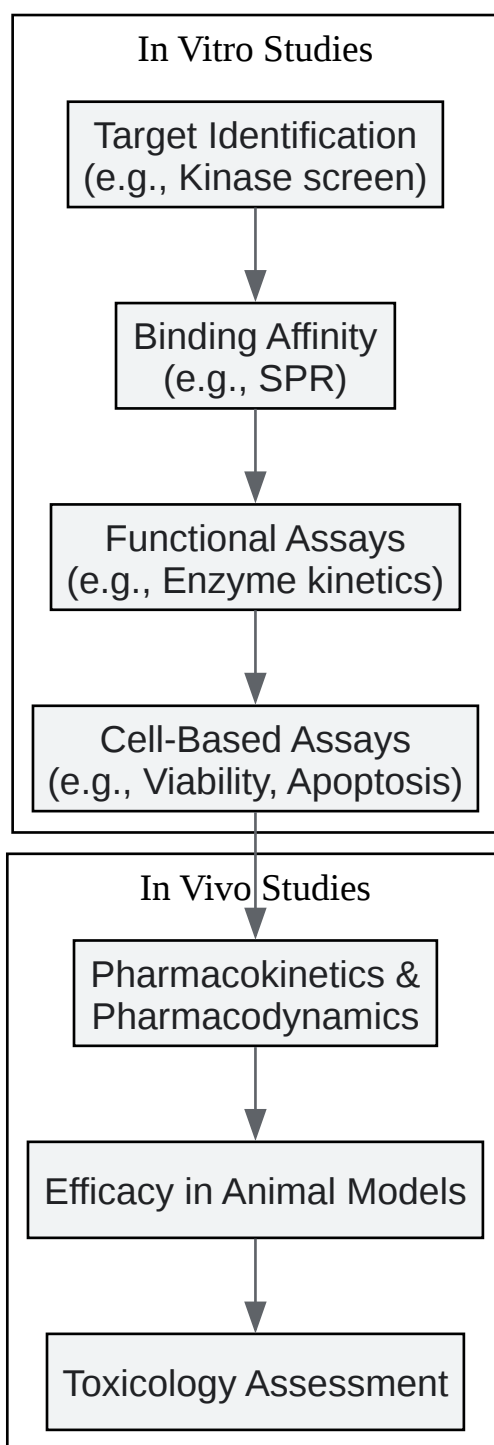 In Vitro Studies
Target Identification
(e.g., Kinase screen)
Binding Affinity
(e.g., SPR)
Functional Assays
(e.g., Enzyme kinetics)
Cell-Based Assays
(e.g., Viability, Apoptosis)
In Vivo Studies
Pharmacokinetics &
Pharmacodynamics
Efficacy in Animal Models
Toxicology Assessment